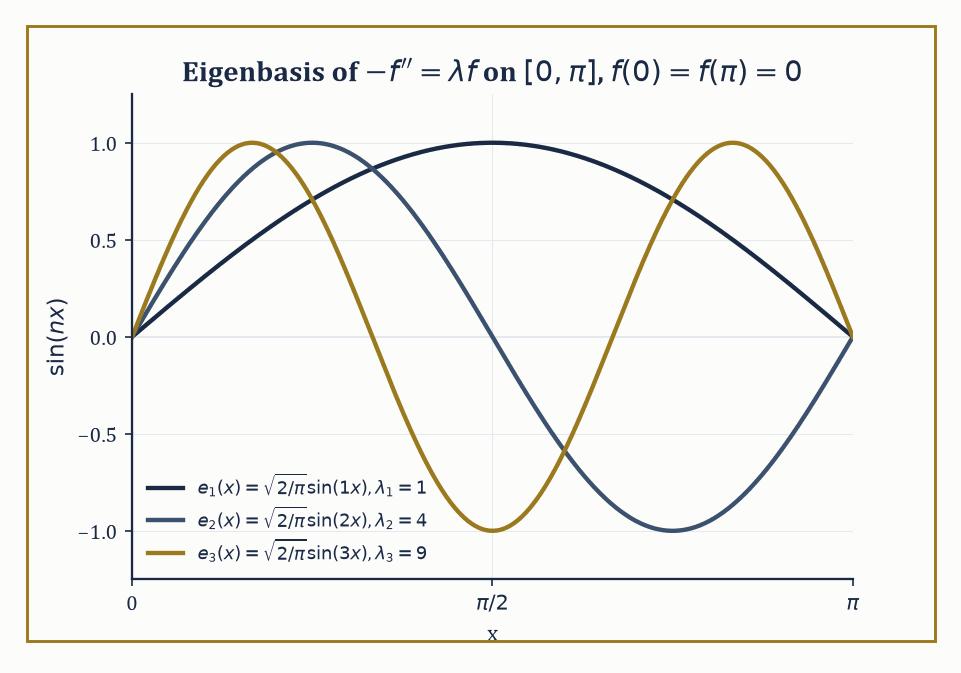 Eigenbasis of −f″ = λf on [0, π], f(0) = f(π) = 0
sin(nx)
1.0
0.5
0.0
−0.5
−1.0
e₁(x) = √2/π sin(1x), λ₁ = 1
e₂(x) = √2/π sin(2x), λ₂ = 4
e₃(x) = √2/π sin(3x), λ₃ = 9
0 π/2 π
x